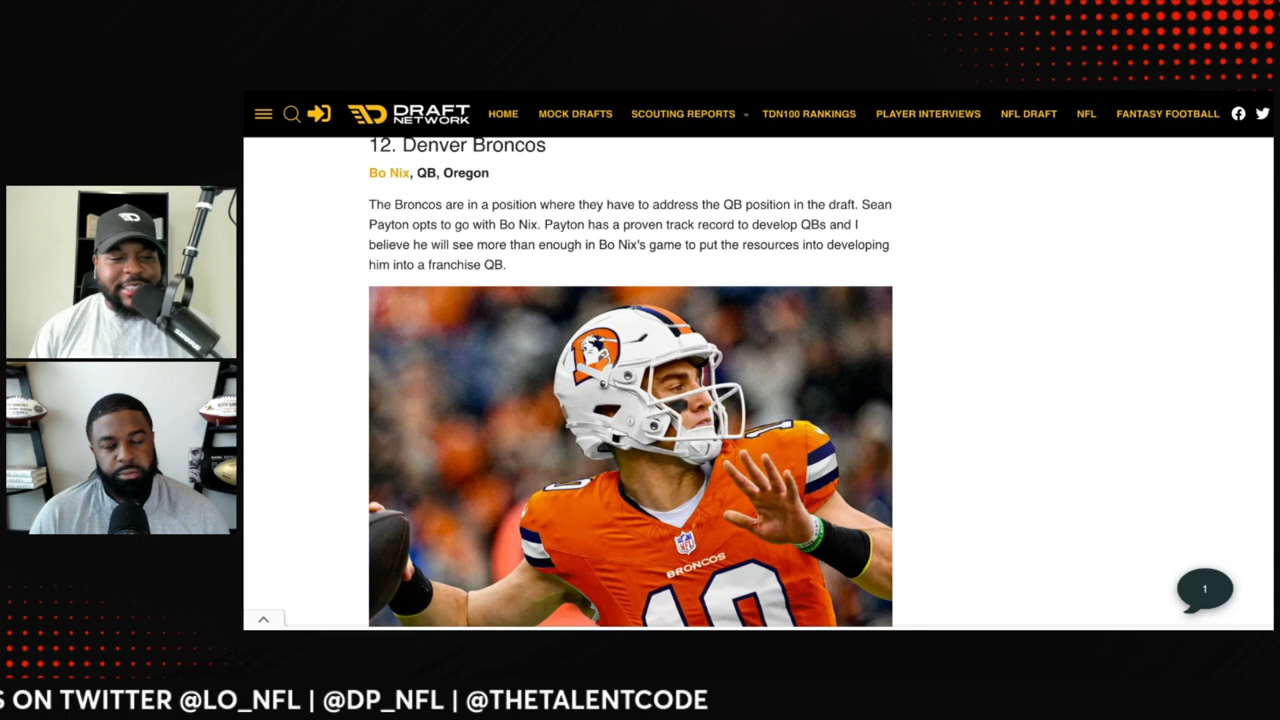 DRAFT
NETWORK
HOME
MOCK DRAFTS
SCOUTING REPORTS
TDN100 RANKINGS
PLAYER INTERVIEWS
NFL DRAFT
NFL
FANTASY FOOTBALL
12. Denver Broncos
Bo Nix, QB, Oregon
The Broncos are in a position where they have to address the QB position in the draft. Sean
Payton opts to go with Bo Nix. Payton has a proven track record to develop QBs and I
believe he will see more than enough in Bo Nix's game to put the resources into developing
him into a franchise QB.
NFL
BRONCOS
10
1
S ON TWITTER @LO_NFL | @DP_NFL | @THETALENTCODE